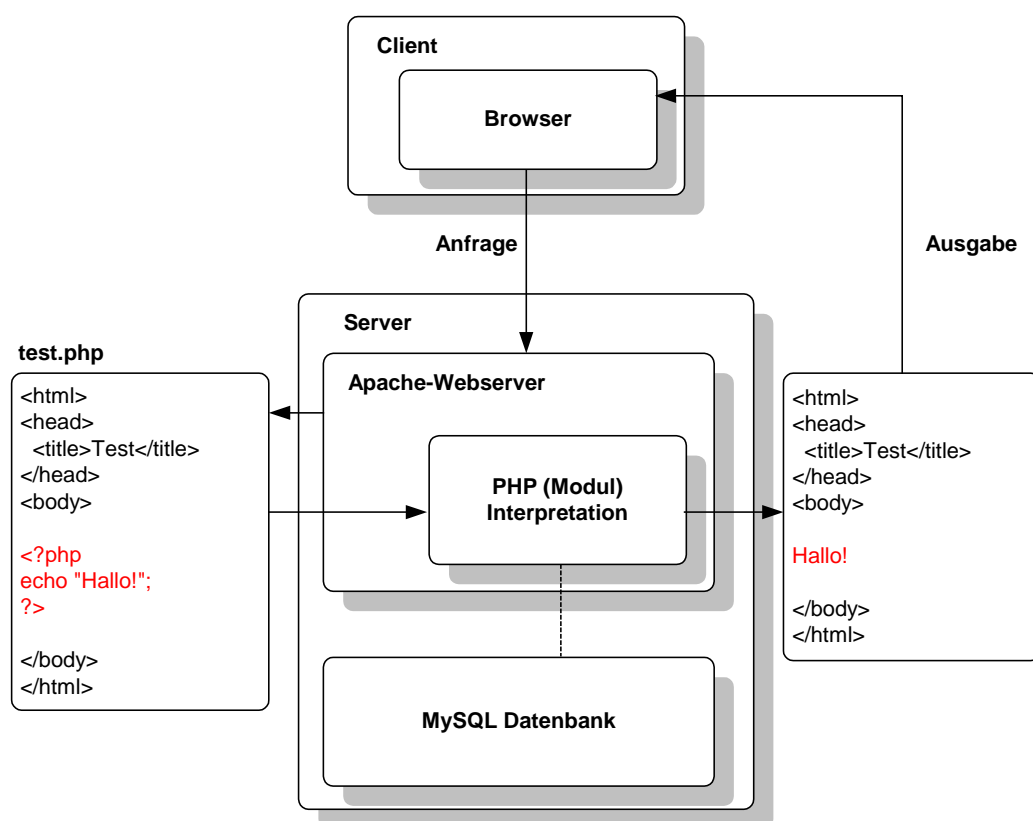 Client
Browser
Anfrage
Ausgabe
Server
Apache-Webserver
PHP (Modul)
Interpretation
MySQL Datenbank
test.php
<html>
<head>
<title>Test</title>
</head>
<body>
<?php
echo "Hallo!";
?>
</body>
</html>
<html>
<head>
<title>Test</title>
</head>
<body>
Hallo!
</body>
</html>